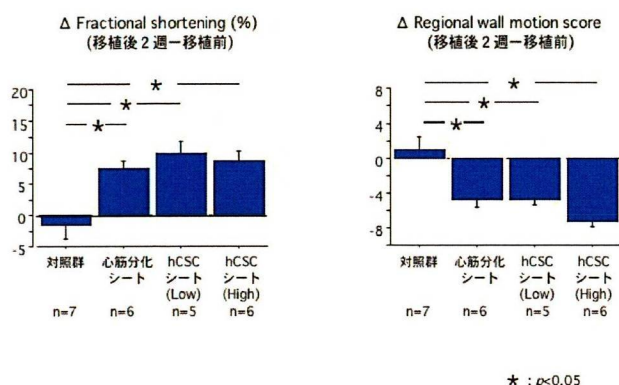 Δ Fractional shortening (%)
(移植後2週ー移植前)
20
15
10
5
0
-5
*
*
*
対照群
心筋分化
シート
hCSC
シート
(Low)
hCSC
シート
(High)
n=7
n=6
n=5
n=6
Δ Regional wall motion score
(移植後2週ー移植前)
8
4
0
-4
-8
*
*
*
対照群
心筋分化
シート
hCSC
シート
(Low)
hCSC
シート
(High)
n=7
n=6
n=5
n=6
* : p<0.05